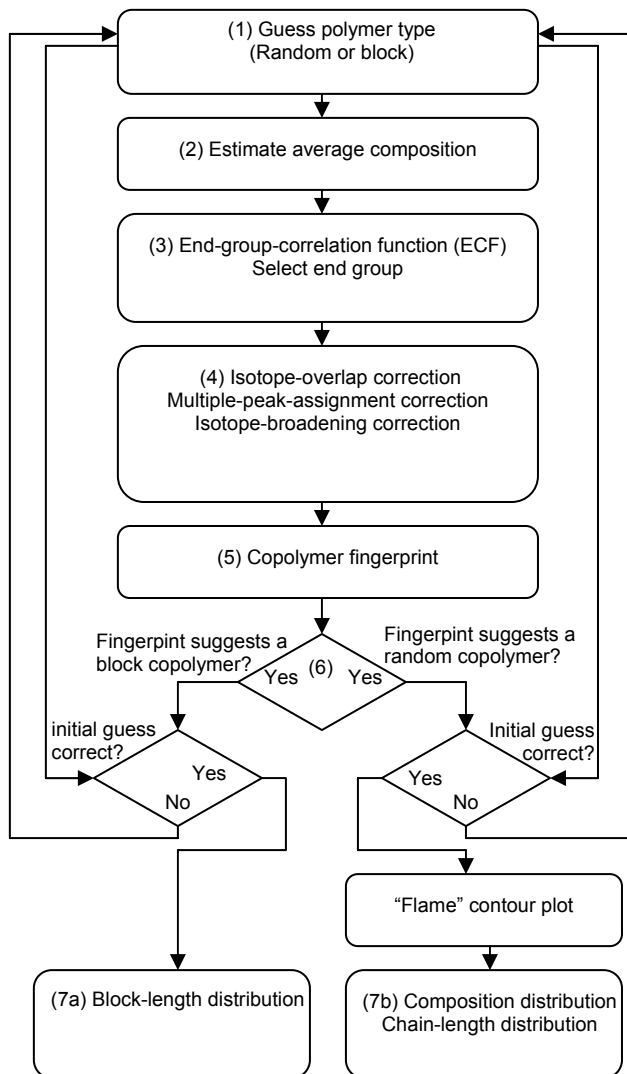 (1) Guess polymer type
(Random or block)
(2) Estimate average composition
(3) End-group-correlation function (ECF)
Select end group
(4) Isotope-overlap correction
Multiple-peak-assignment correction
Isotope-broadening correction
(5) Copolymer fingerprint
Fingerpint suggests a
block copolymer?
Fingerpint suggests a
random copolymer?
Yes (6) Yes
initial guess
correct?
Yes
No
Initial guess
correct?
Yes
No
“Flame” contour plot
(7a) Block-length distribution
(7b) Composition distribution
Chain-length distribution